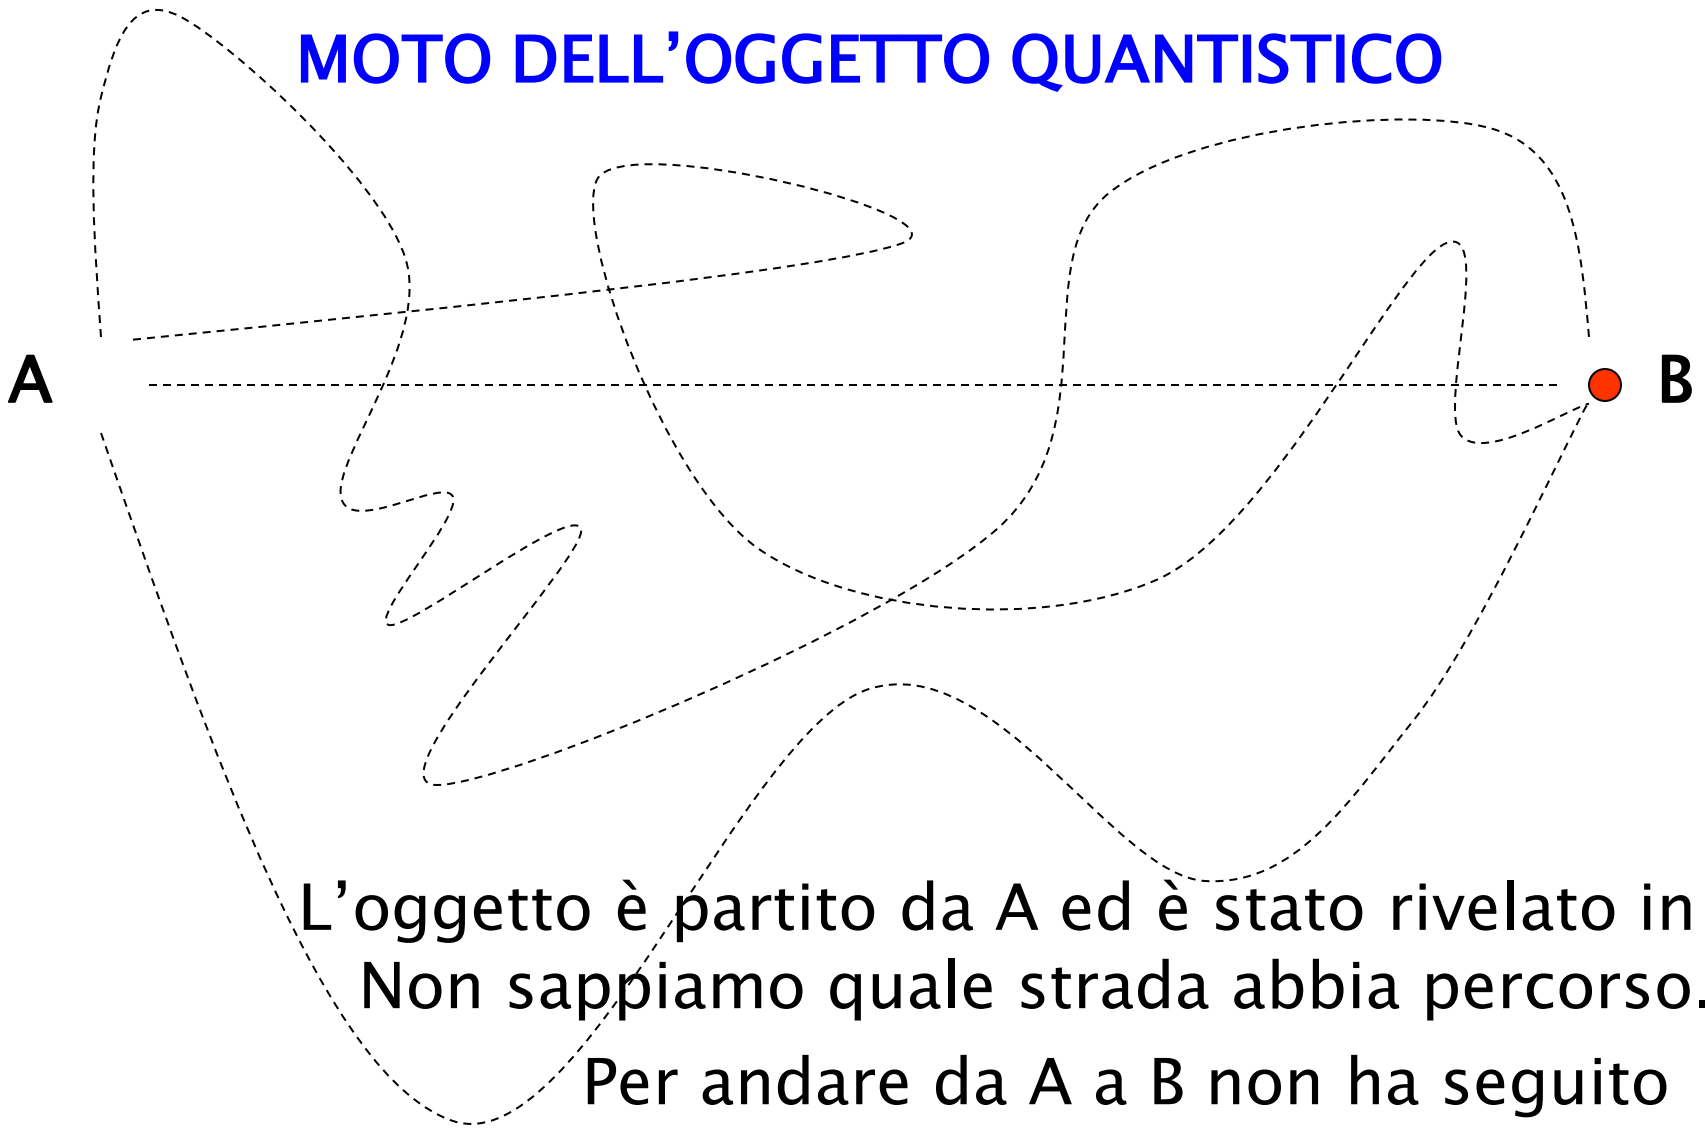 MOTO DELL’OGGETTO QUANTISTICO
A
B
L’oggetto è partito da A ed è stato rivelato in
Non sappiamo quale strada abbia percorso.
Per andare da A a B non ha seguito